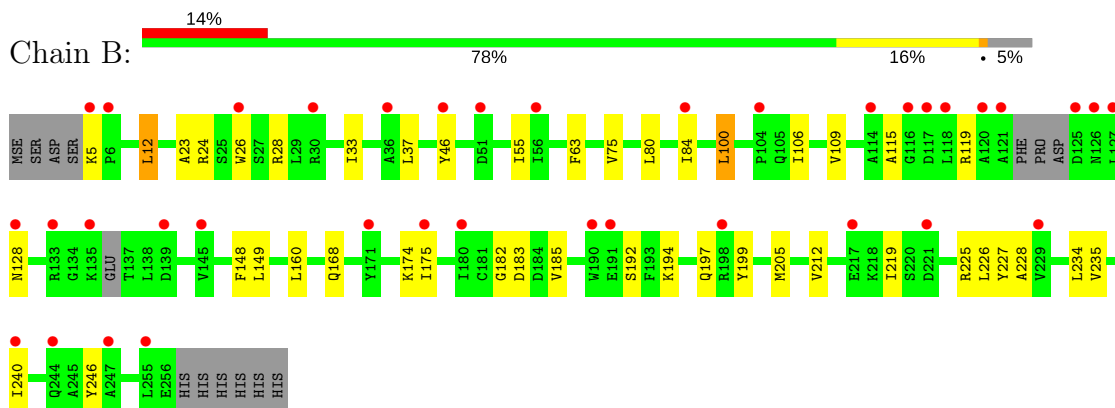 14%
Chain B:
78% 16% • 5%
MSE SER ASP SER K5 P6 L12 A23 R24 S25 W26 S27 R28 L29 R30 I33 A36 L37 Y46 D51 I55 I56 F63 V75 L80 I84 L100 P104 Q105 I106 V109 A114 A115 G116 D117 L118 R119 A120 A121 PHE PRO ASP D125 N126 L127
N128 R133 G134 K135 GLU T137 L138 D139 V145 F148 L149 L160 Q168 Y171 K174 I175 I180 C181 G182 D183 D184 V185 W190 E191 S192 F193 K194 Q197 R198 Y199 M205 V212 E217 K218 I219 S220 D221 R225 L226 Y227 A228 V229 L234 V235
I240 Q244 A245 Y246 A247 L255 E256 HIS HIS HIS HIS HIS HIS